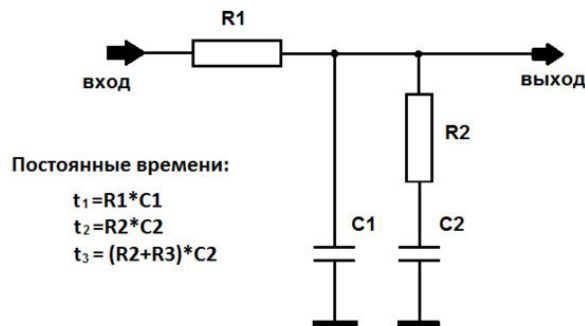 R1
вход
выход
R2
Постоянные времени:
t₁=R1*C1
t₂=R2*C2
t₃ = (R2+R3)*C2
C1
C2